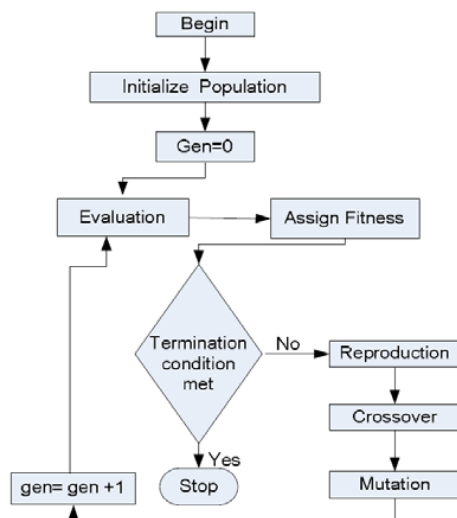 Begin
Initialize Population
Gen=0
Evaluation
Assign Fitness
Termination
condition
met
No
Reproduction
Crossover
Yes
gen= gen +1
Stop
Mutation